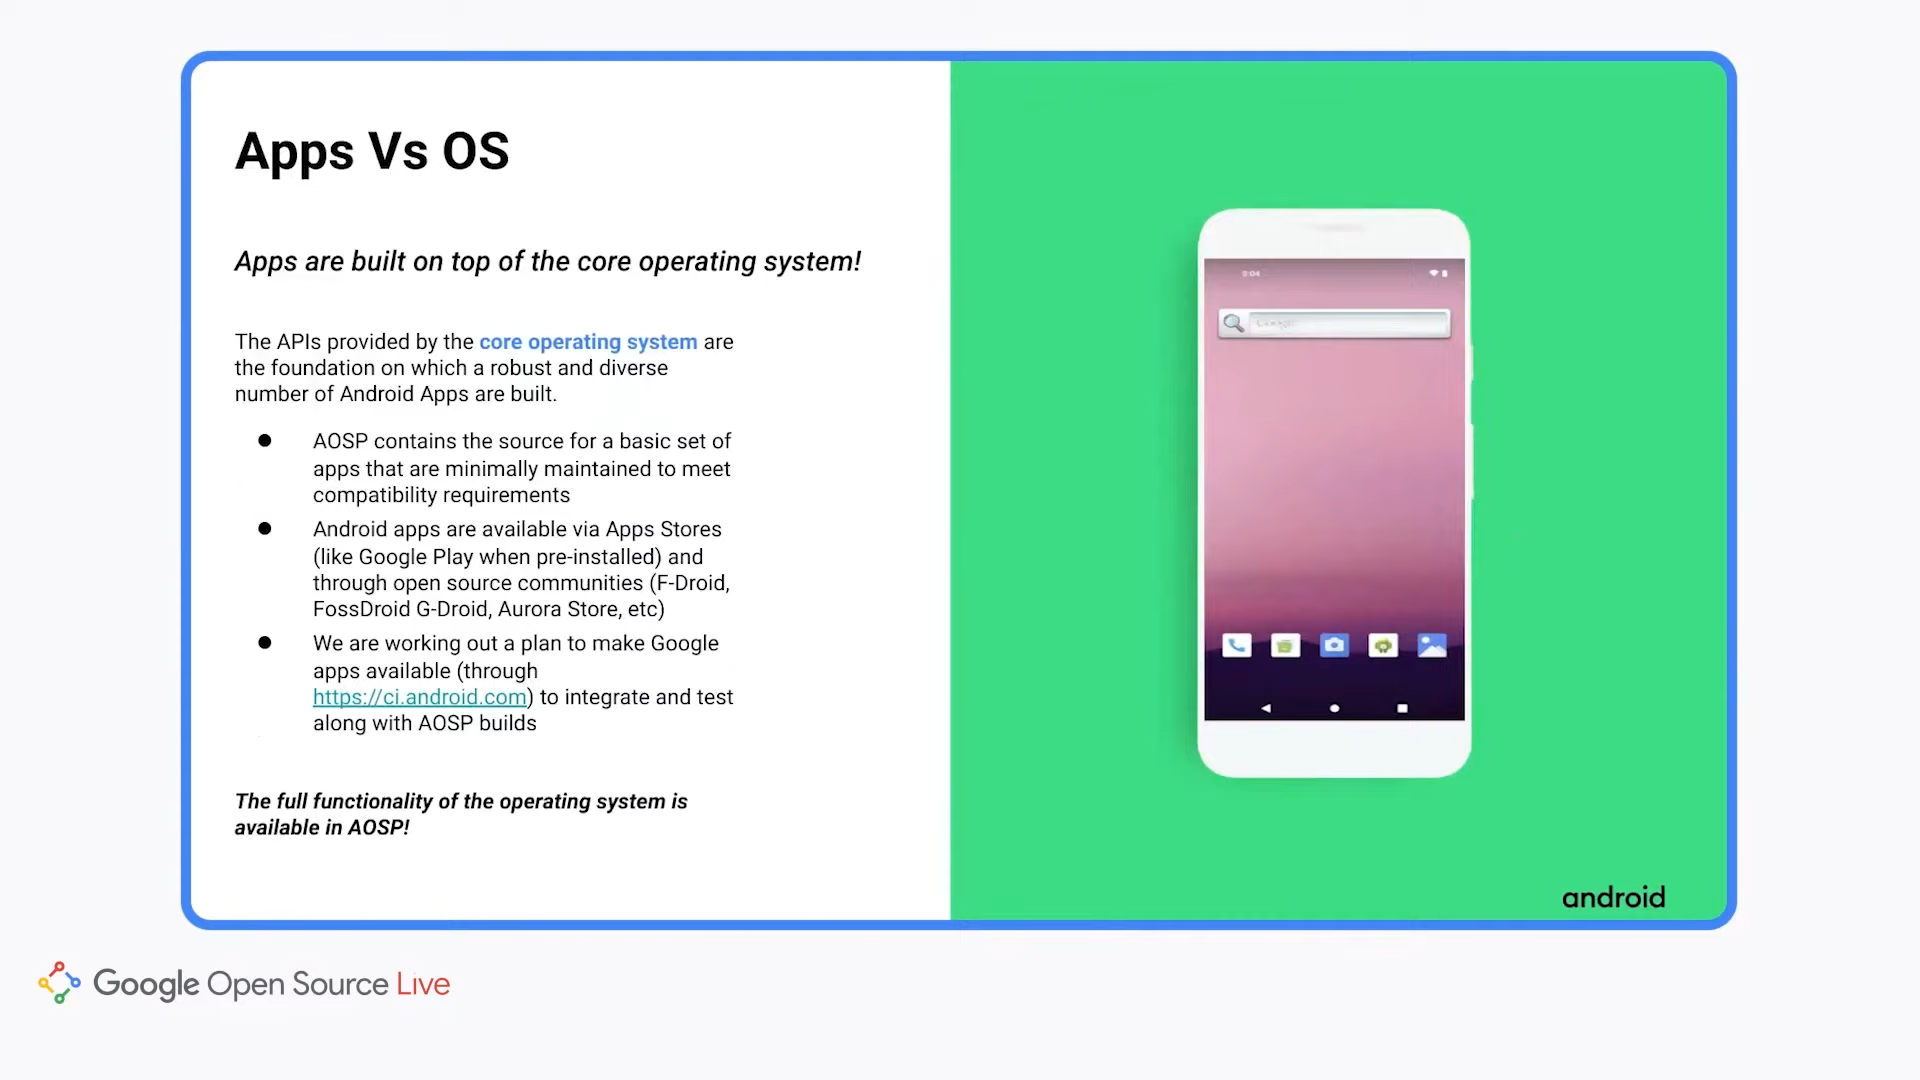 Apps Vs OS
Apps are built on top of the core operating system!
The APIs provided by the core operating system are
the foundation on which a robust and diverse
number of Android Apps are built.
● AOSP contains the source for a basic set of
apps that are minimally maintained to meet
compatibility requirements
● Android apps are available via Apps Stores
(like Google Play when pre-installed) and
through open source communities (F-Droid,
FossDroid G-Droid, Aurora Store, etc)
● We are working out a plan to make Google
apps available (through
https://ci.android.com) to integrate and test
along with AOSP builds
The full functionality of the operating system is
available in AOSP!
9:04
android
Google Open Source Live